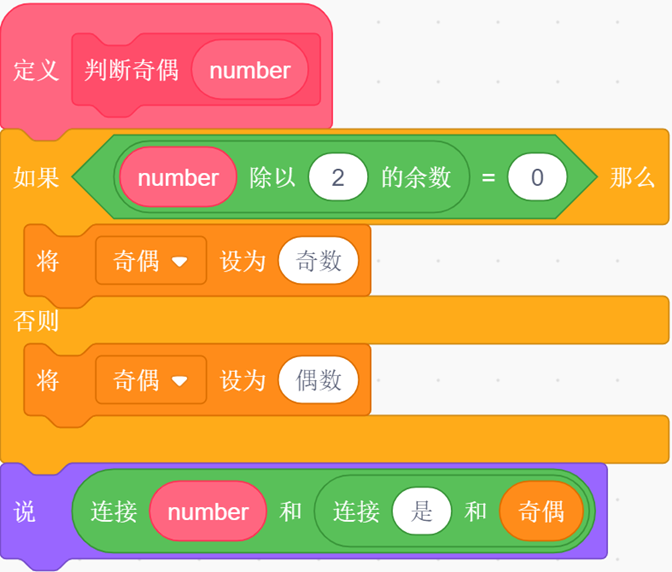 定义 判断奇偶 number
如果 number 除以 2 的余数 = 0 那么
将 奇偶 设为 奇数
否则
将 奇偶 设为 偶数
说 连接 number 和 连接 是 和 奇偶